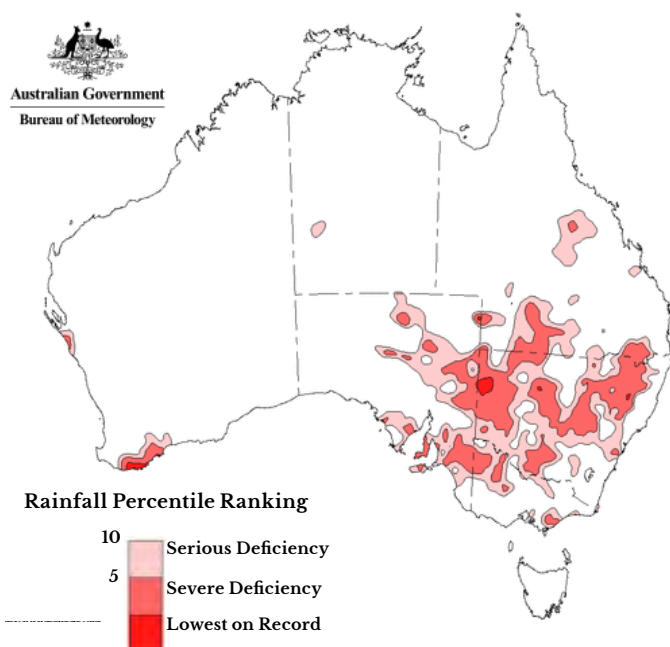 Australian Government
Bureau of Meteorology
Rainfall Percentile Ranking
10
Serious Deficiency
5
Severe Deficiency
Lowest on Record